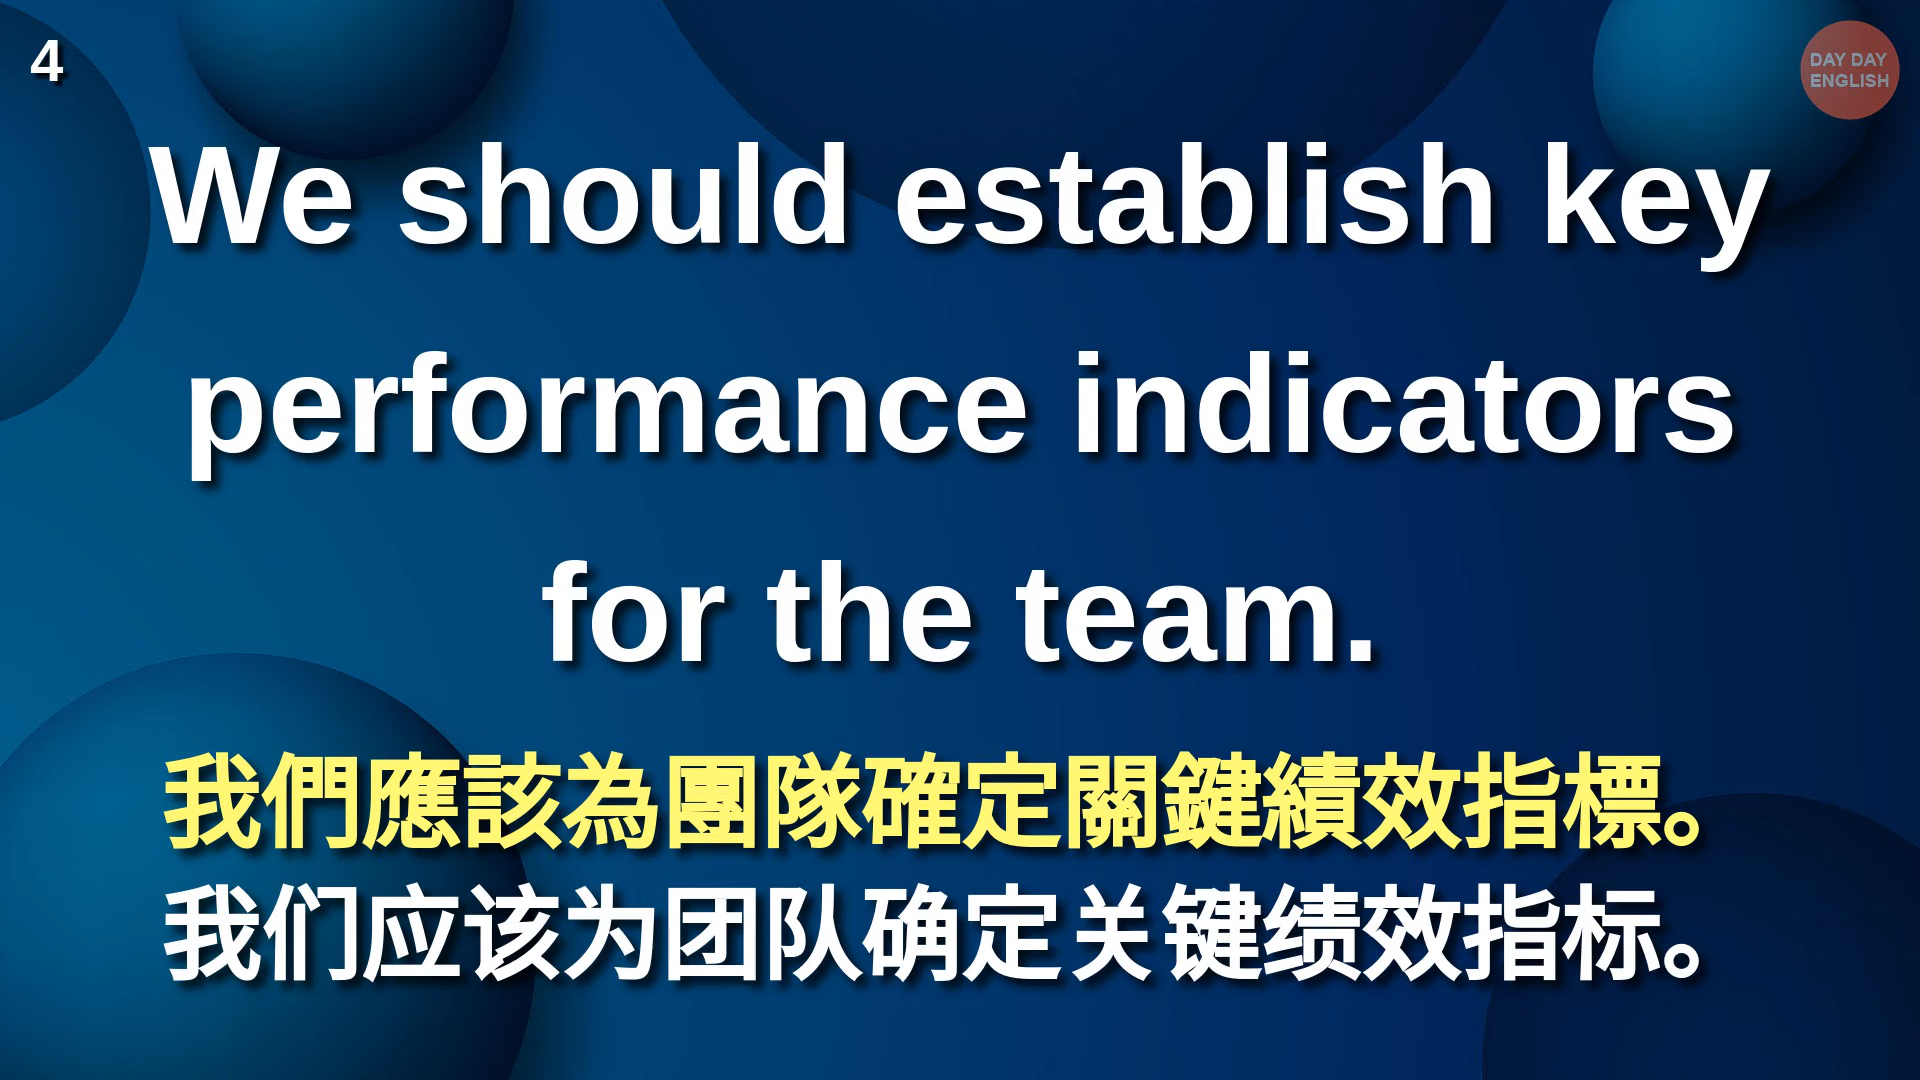 4
DAY DAY
ENGLISH
We should establish key
performance indicators
for the team.
我們應該為團隊確定關鍵績效指標。
我们应该为团队确定关键绩效指标。